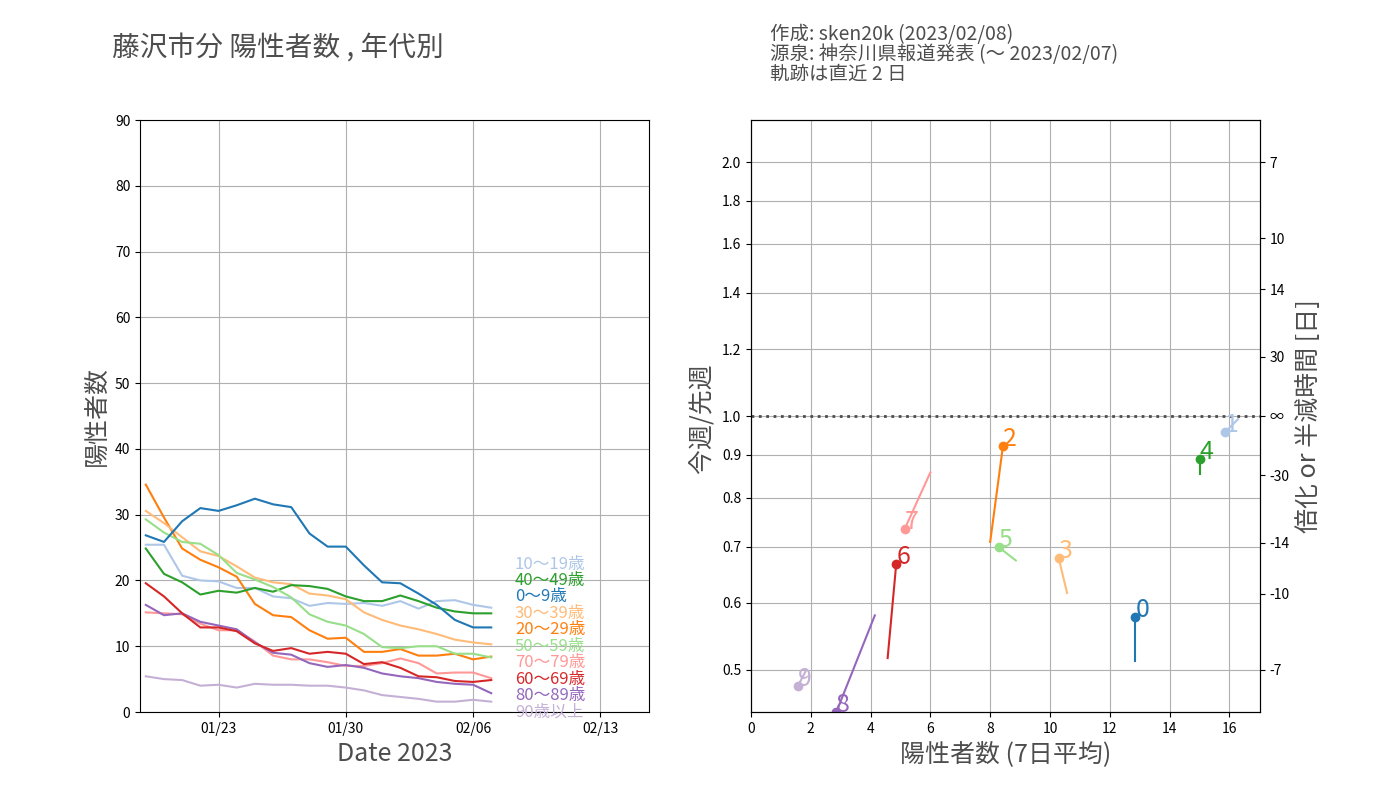 藤沢市分 陽性者数 , 年代別
作成: sken20k (2023/02/08)
源泉: 神奈川県報道発表 (～ 2023/02/07)
軌跡は直近 2 日
陽性者数
90
80
70
60
50
40
30
20
10
0
01/23
01/30
02/06
02/13
Date 2023
10～19歳
40～49歳
0～9歳
30～39歳
20～29歳
50～59歳
70～79歳
60～69歳
80～89歳
90歳以上
今週/先週
2.0
1.8
1.6
1.4
1.2
1.0
0.9
0.8
0.7
0.6
0.5
1
2
4
7
5
3
6
0
9
8
0
2
4
6
8
10
12
14
16
陽性者数 (7日平均)
7
10
14
30
∞
-30
-14
-10
-7
倍化 or 半減時間 [日]